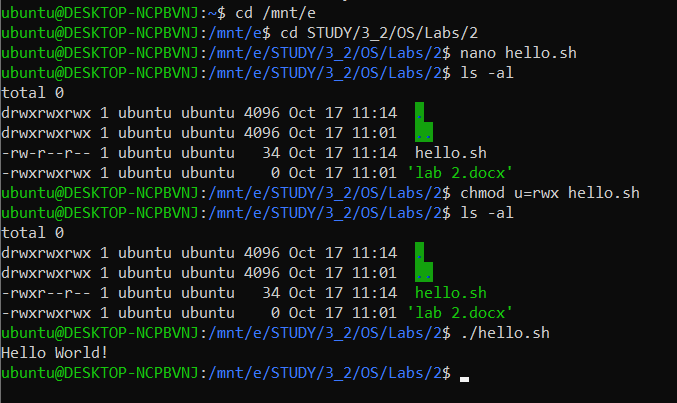 ubuntu@DESKTOP-NCPBVNJ:~$ cd /mnt/e
ubuntu@DESKTOP-NCPBVNJ:/mnt/e$ cd STUDY/3_2/OS/Labs/2
ubuntu@DESKTOP-NCPBVNJ:/mnt/e/STUDY/3_2/OS/Labs/2$ nano hello.sh
ubuntu@DESKTOP-NCPBVNJ:/mnt/e/STUDY/3_2/OS/Labs/2$ ls -al
total 0
drwxrwxrwx 1 ubuntu ubuntu 4096 Oct 17 11:14 .
drwxrwxrwx 1 ubuntu ubuntu 4096 Oct 17 11:01 ..
-rw-r--r-- 1 ubuntu ubuntu   34 Oct 17 11:14 hello.sh
-rwxrwxrwx 1 ubuntu ubuntu    0 Oct 17 11:01 'lab 2.docx'
ubuntu@DESKTOP-NCPBVNJ:/mnt/e/STUDY/3_2/OS/Labs/2$ chmod u=rwx hello.sh
ubuntu@DESKTOP-NCPBVNJ:/mnt/e/STUDY/3_2/OS/Labs/2$ ls -al
total 0
drwxrwxrwx 1 ubuntu ubuntu 4096 Oct 17 11:14 .
drwxrwxrwx 1 ubuntu ubuntu 4096 Oct 17 11:01 ..
-rwxr--r-- 1 ubuntu ubuntu   34 Oct 17 11:14 hello.sh
-rwxrwxrwx 1 ubuntu ubuntu    0 Oct 17 11:01 'lab 2.docx'
ubuntu@DESKTOP-NCPBVNJ:/mnt/e/STUDY/3_2/OS/Labs/2$ ./hello.sh
Hello World!
ubuntu@DESKTOP-NCPBVNJ:/mnt/e/STUDY/3_2/OS/Labs/2$